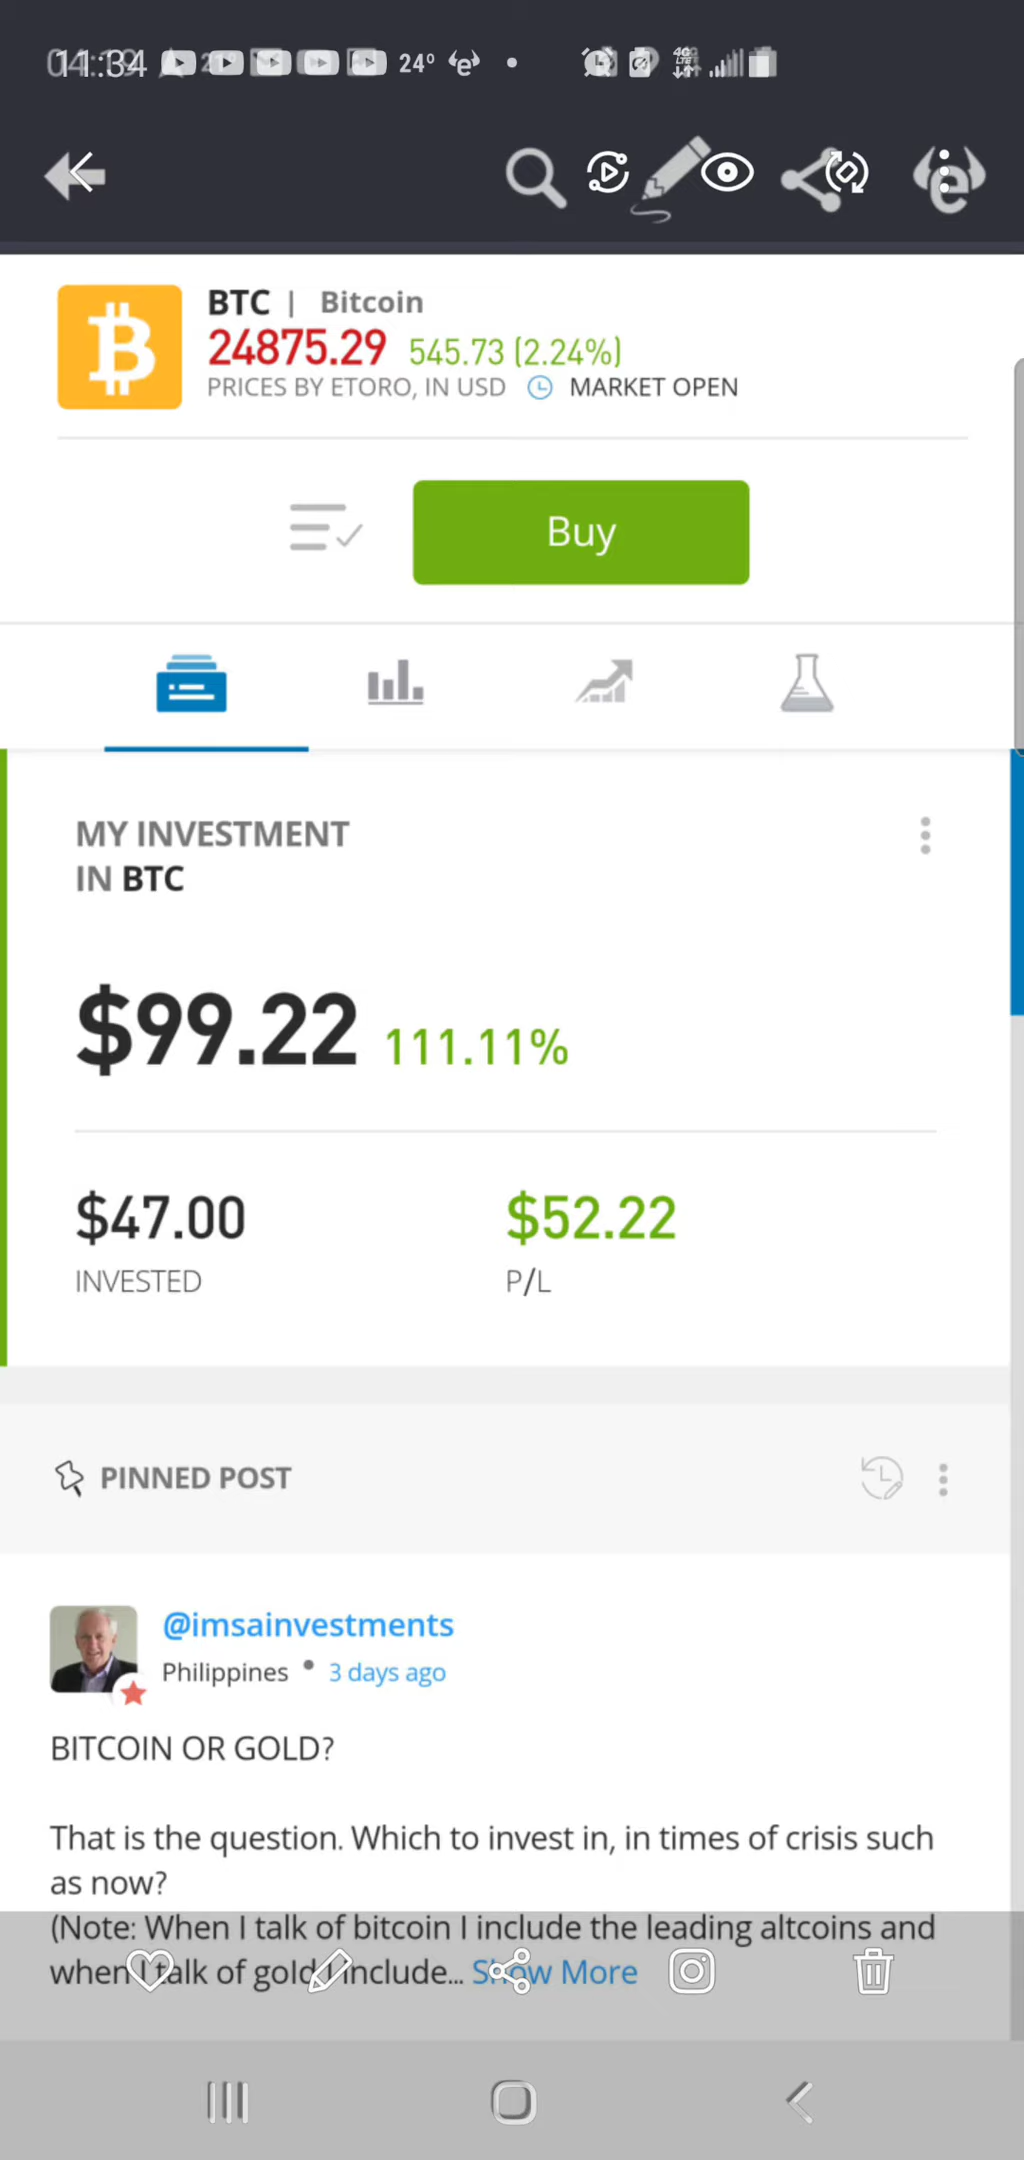 11:34 24°
BTC | Bitcoin
24875.29 545.73 (2.24%)
PRICES BY ETORO, IN USD MARKET OPEN
Buy
MY INVESTMENT
IN BTC
$99.22 111.11%
$47.00 $52.22
INVESTED P/L
PINNED POST
@imsainvestments
Philippines • 3 days ago
BITCOIN OR GOLD?
That is the question. Which to invest in, in times of crisis such
as now?
(Note: When I talk of bitcoin I include the leading altcoins and
when I talk of gold I include... Show More